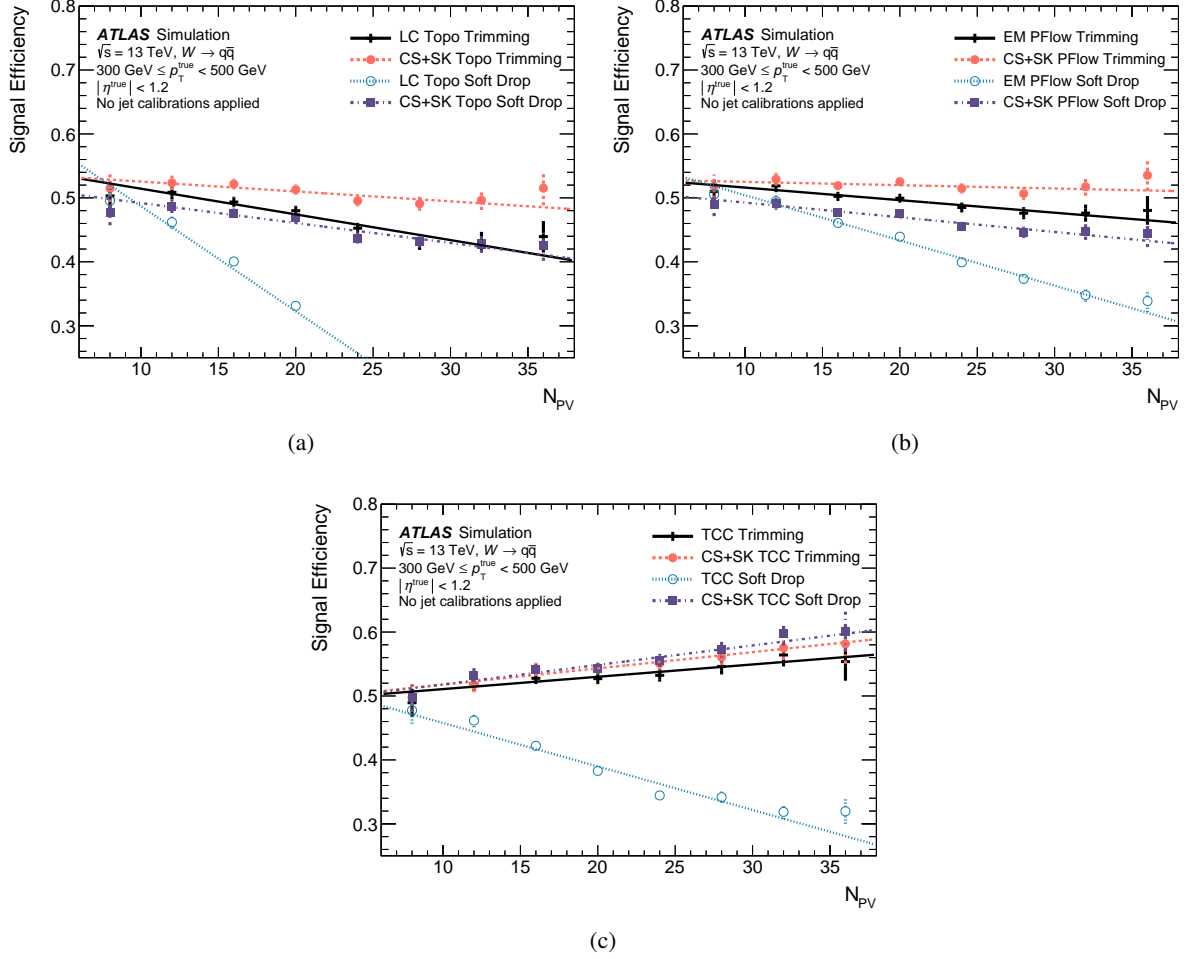 0.8
0.7
0.6
0.5
0.4
0.3
Signal Efficiency
ATLAS Simulation
√s = 13 TeV, W → qq̄
300 GeV ≤ p_T^true < 500 GeV
|η^true| < 1.2
No jet calibrations applied
LC Topo Trimming
CS+SK Topo Trimming
LC Topo Soft Drop
CS+SK Topo Soft Drop
10 15 20 25 30 35
N_PV
(a)
0.8
0.7
0.6
0.5
0.4
0.3
Signal Efficiency
ATLAS Simulation
√s = 13 TeV, W → qq̄
300 GeV ≤ p_T^true < 500 GeV
|η^true| < 1.2
No jet calibrations applied
EM PFlow Trimming
CS+SK PFlow Trimming
EM PFlow Soft Drop
CS+SK PFlow Soft Drop
10 15 20 25 30 35
N_PV
(b)
0.8
0.7
0.6
0.5
0.4
0.3
Signal Efficiency
ATLAS Simulation
√s = 13 TeV, W → qq̄
300 GeV ≤ p_T^true < 500 GeV
|η^true| < 1.2
No jet calibrations applied
TCC Trimming
CS+SK TCC Trimming
TCC Soft Drop
CS+SK TCC Soft Drop
10 15 20 25 30 35
N_PV
(c)